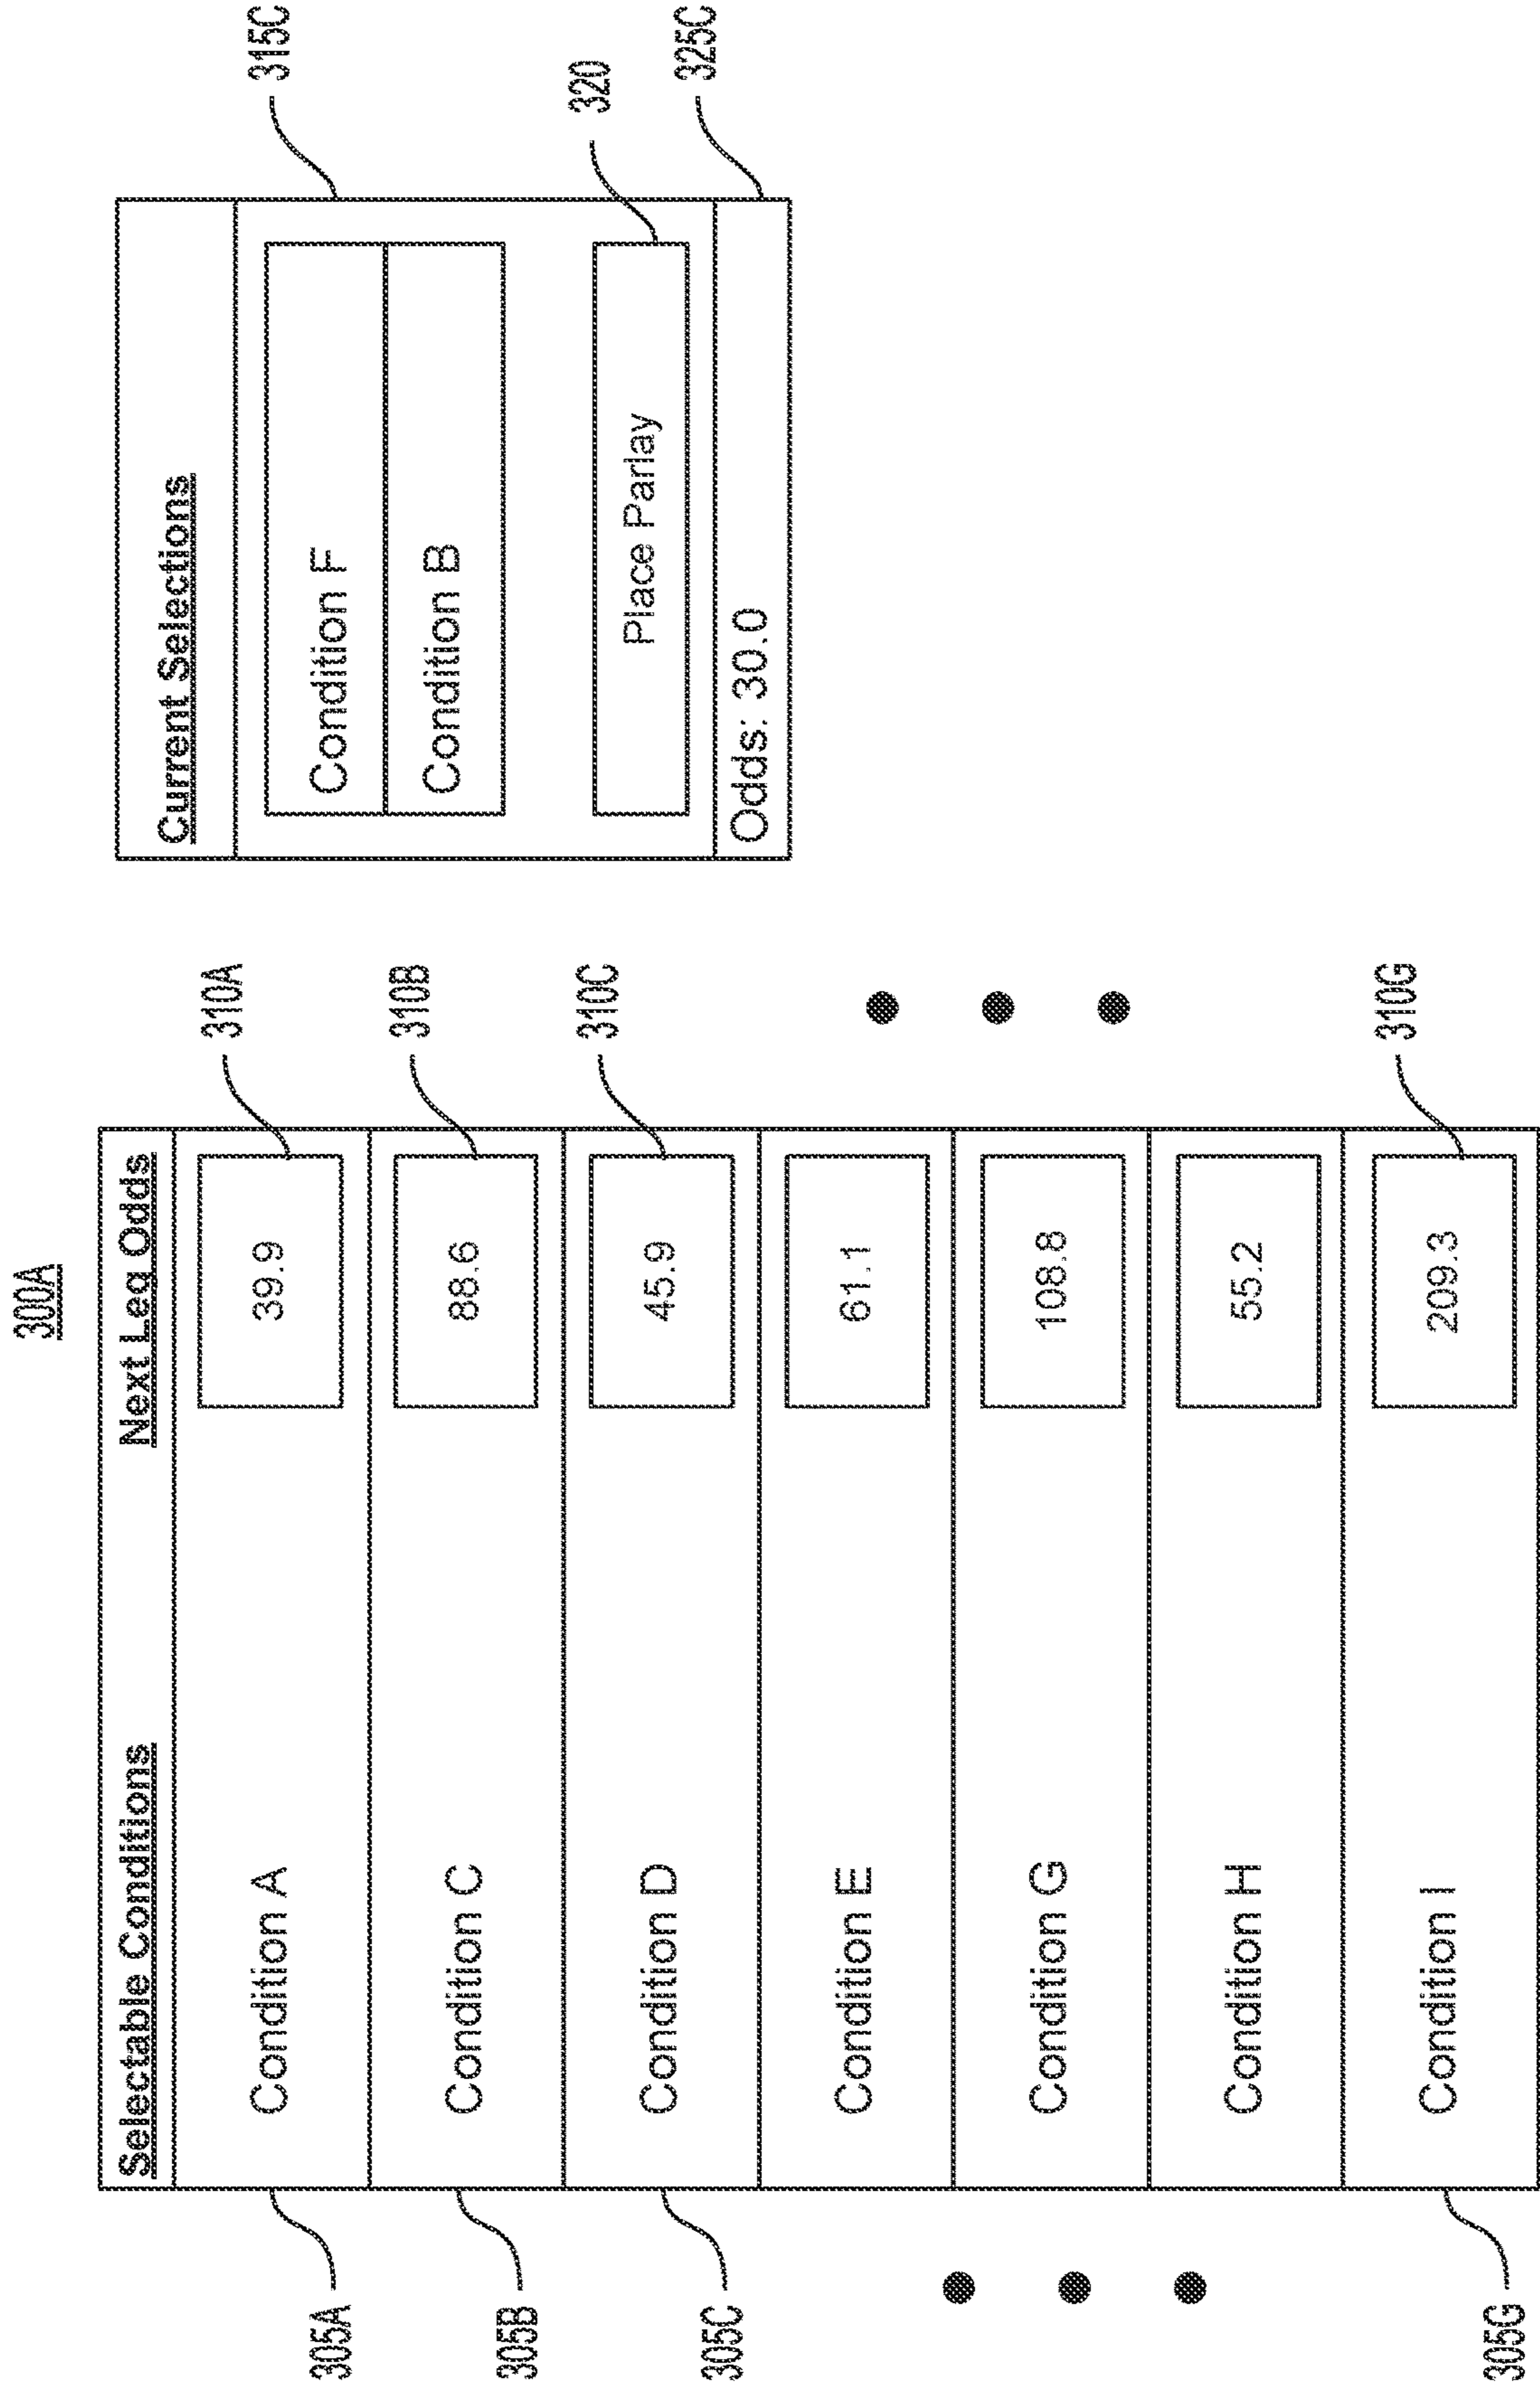 300A
Selectable Conditions Next Leg Odds
305A Condition A 39.9 310A
305B Condition C 88.6 310B
305C Condition D 45.9 310C
Condition E 61.1
Condition G 108.8
Condition H 55.2
305G Condition I 209.3 310G
Current Selections
315C
Condition F
Condition B
Place Parlay 320
Odds: 30.0 325C